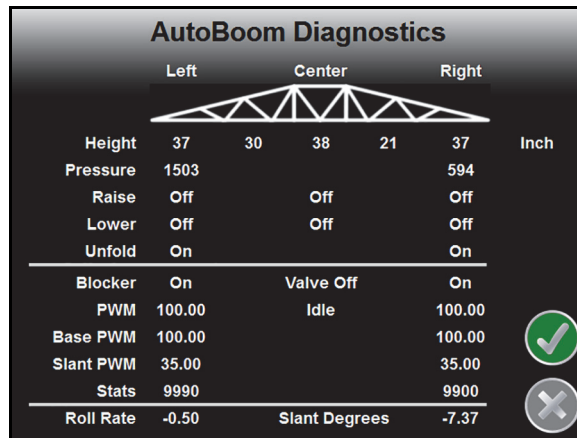 AutoBoom Diagnostics
Left Center Right
Height 37 30 38 21 37 Inch
Pressure 1503 594
Raise Off Off Off
Lower Off Off Off
Unfold On On
Blocker On Valve Off On
PWM 100.00 Idle 100.00
Base PWM 100.00 100.00
Slant PWM 35.00 35.00
Stats 9990 9900
Roll Rate -0.50 Slant Degrees -7.37